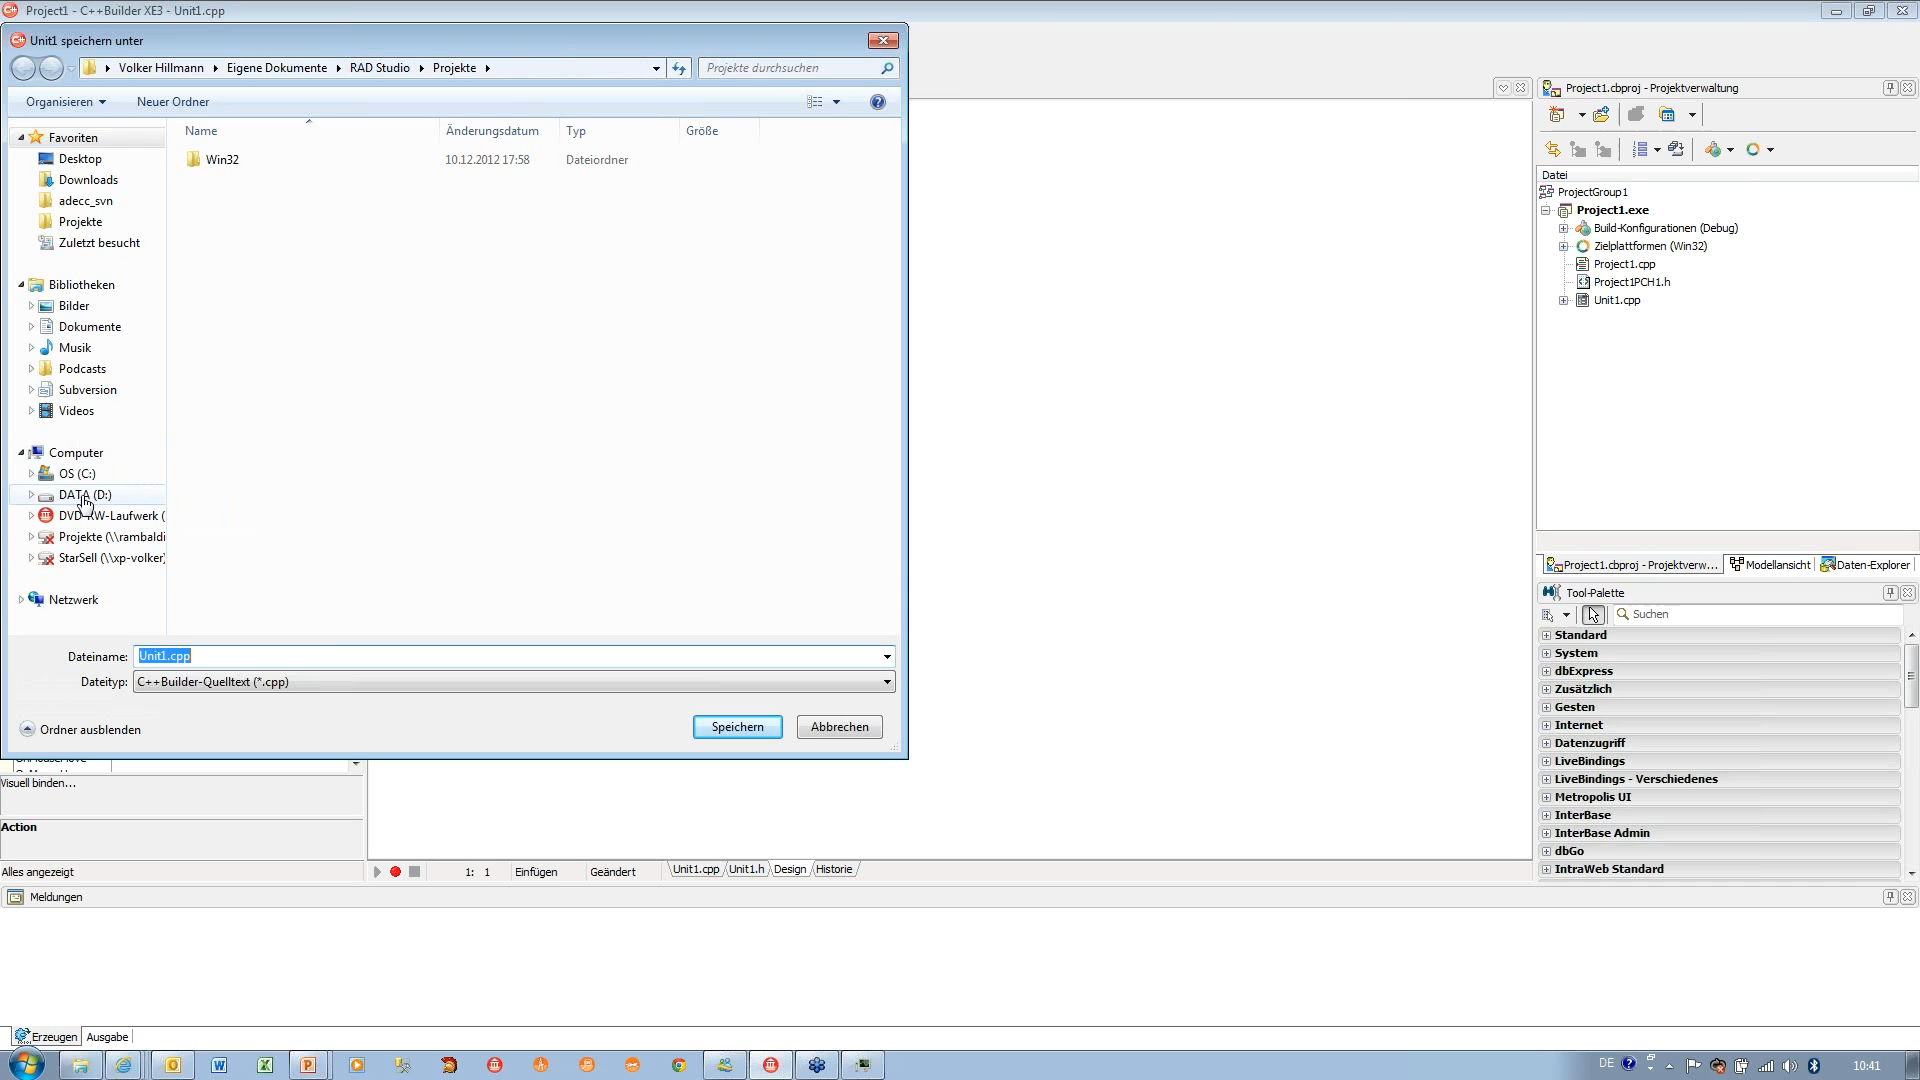 Project1 - C++Builder XE3 - Unit1.cpp
Unit1 speichern unter
Volker Hillmann Eigene Dokumente RAD Studio Projekte
Projekte durchsuchen
Organisieren Neuer Ordner
Name Änderungsdatum Typ Größe
Win32 10.12.2012 17:58 Dateiordner
Favoriten
Desktop
Downloads
adecc_svn
Projekte
Zuletzt besucht
Bibliotheken
Bilder
Dokumente
Musik
Podcasts
Subversion
Videos
Computer
OS (C:)
DATA (D:)
DVD-RW-Laufwerk (
Projekte (\\rambaldi
StarSell (\\xp-volker)
Netzwerk
Dateiname: Unit1.cpp
Dateityp: C++Builder-Quelltext (*.cpp)
Ordner ausblenden
Speichern Abbrechen
Visuell binden...
Action
Alles angezeigt
1: 1 Einfügen Geändert Unit1.cpp Unit1.h Design Historie
Meldungen
Erzeugen Ausgabe
Project1.cbproj - Projektverwaltung
Datei
ProjectGroup1
Project1.exe
Build-Konfigurationen (Debug)
Zielplattformen (Win32)
Project1.cpp
Project1PCH1.h
Unit1.cpp
Project1.cbproj - Projektverw... Modellansicht Daten-Explorer
Tool-Palette
Suchen
Standard
System
dbExpress
Zusätzlich
Gesten
Internet
Datenzugriff
LiveBindings
LiveBindings - Verschiedenes
Metropolis UI
InterBase
InterBase Admin
dbGo
IntraWeb Standard
DE 10:41